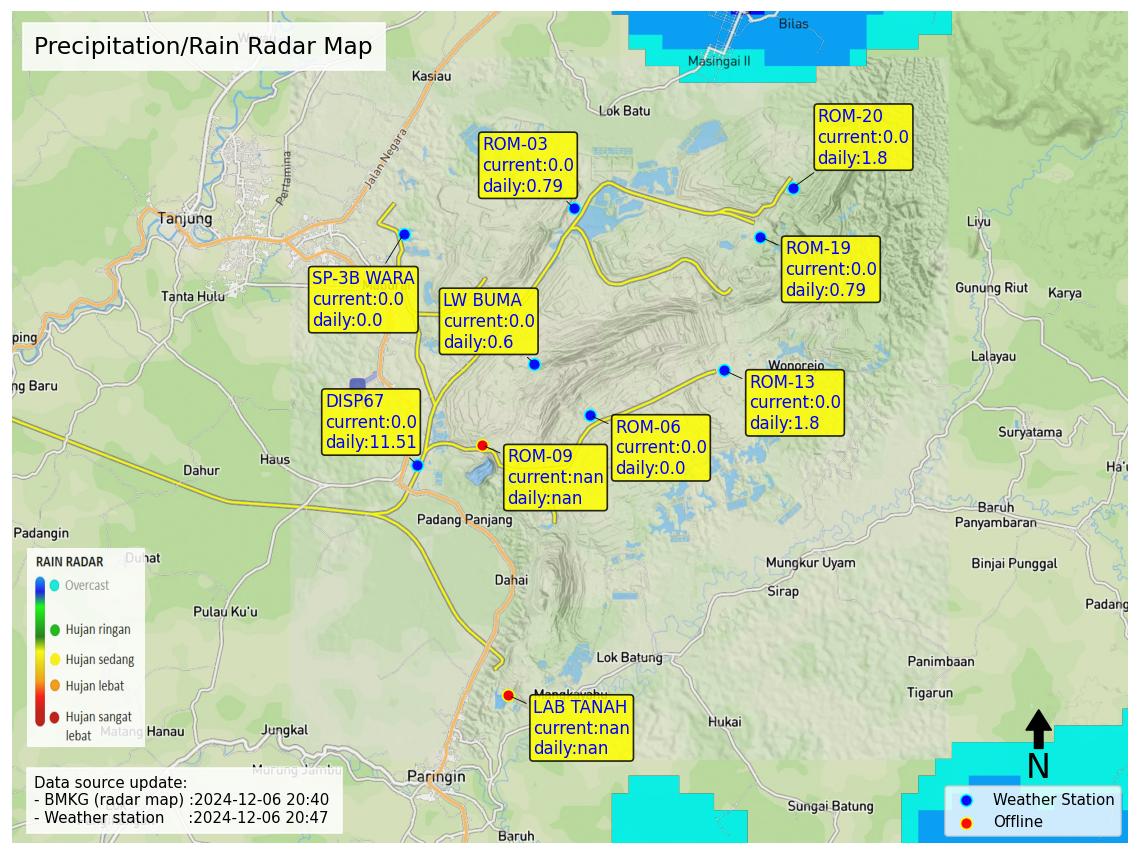 Precipitation/Rain Radar Map
Bilas
Masingai II
Kasiau
Lok Batu
Jalan Negara
Pertamina
Tanjung
Tanta Hulu
ROM-20
current:0.0
daily:1.8
ROM-03
current:0.0
daily:0.79
ROM-19
current:0.0
daily:0.79
SP-3B WARA
current:0.0
daily:0.0
LW BUMA
current:0.0
daily:0.6
Liyu
Gunung Riut
Karya
Lalayau
ping
ng Baru
Wonorejo
ROM-13
current:0.0
daily:1.8
DISP67
current:0.0
daily:11.51
ROM-06
current:0.0
daily:0.0
ROM-09
current:nan
daily:nan
Suryatama
Ha'u
Haus
Dahur
Padang Panjang
Baruh
Panyambaran
Padangin
Duhat
Binjai Punggal
Mungkur Uyam
Sirap
Dahai
Padang
Pulau Ku'u
RAIN RADAR
Overcast
Hujan ringan
Hujan sedang
Hujan lebat
Hujan sangat
lebat
Lok Batung
Panimbaan
Tigarun
Mangkayahu
LAB TANAH
current:nan
daily:nan
Hukai
Matang Hanau
Jungkal
Murung Jambu
Paringin
Sungai Batung
Baruh
Data source update:
- BMKG (radar map) :2024-12-06 20:40
- Weather station :2024-12-06 20:47
N
Weather Station
Offline